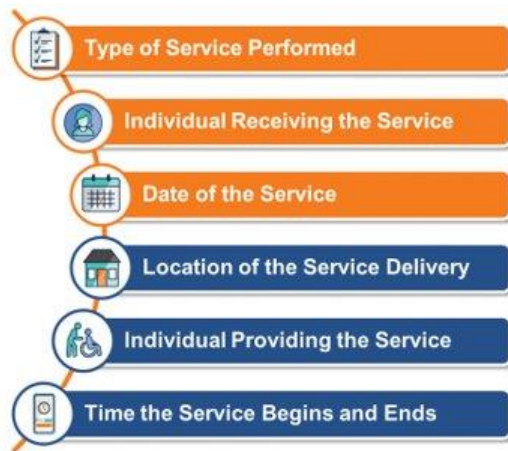 Type of Service Performed
Individual Receiving the Service
Date of the Service
Location of the Service Delivery
Individual Providing the Service
Time the Service Begins and Ends